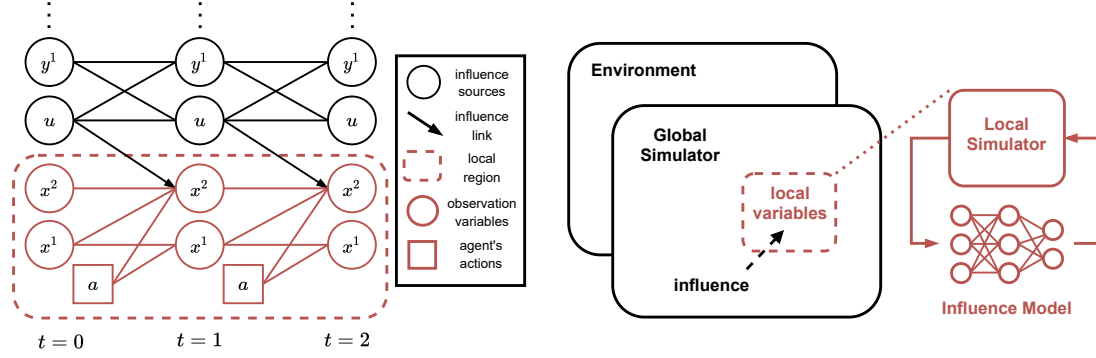 y¹ y¹ y¹
u u u
x² x² x²
x¹ x¹ x¹
a a
t = 0 t = 1 t = 2
influence
sources
influence
link
local
region
observation
variables
agent's
actions
Environment
Global
Simulator
local
variables
influence
Local
Simulator
Influence Model